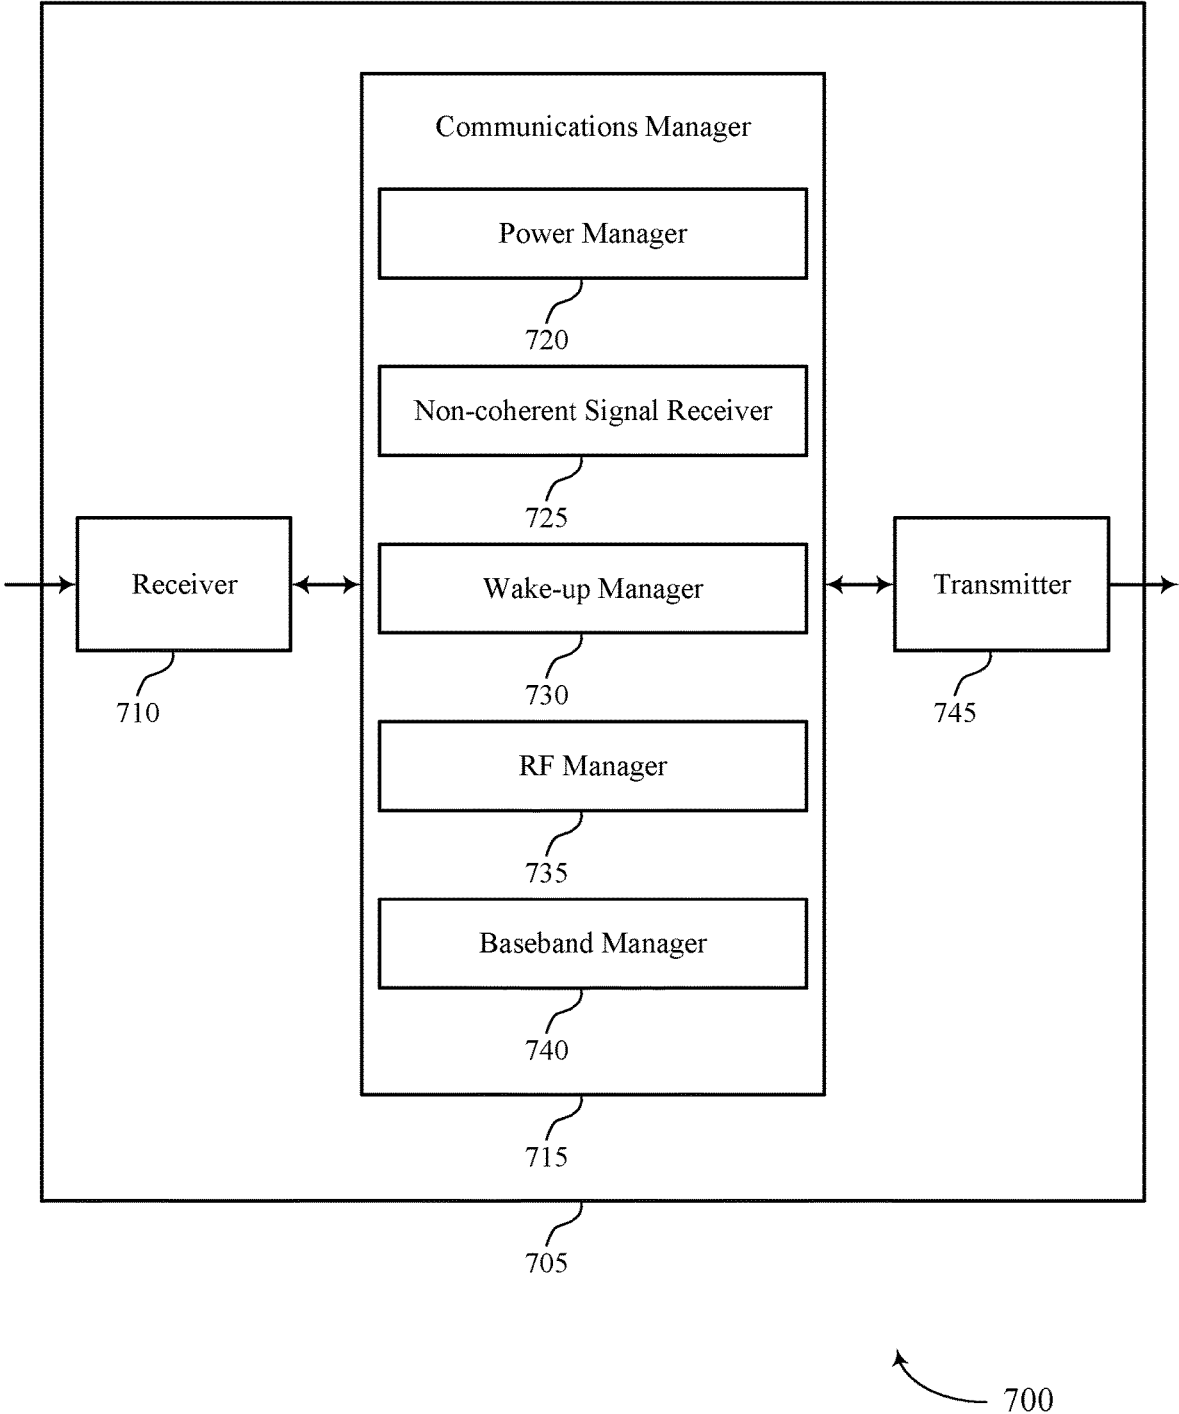 Communications Manager
Power Manager
720
Non-coherent Signal Receiver
725
Receiver
710
Wake-up Manager
730
Transmitter
745
RF Manager
735
Baseband Manager
740
715
705
700